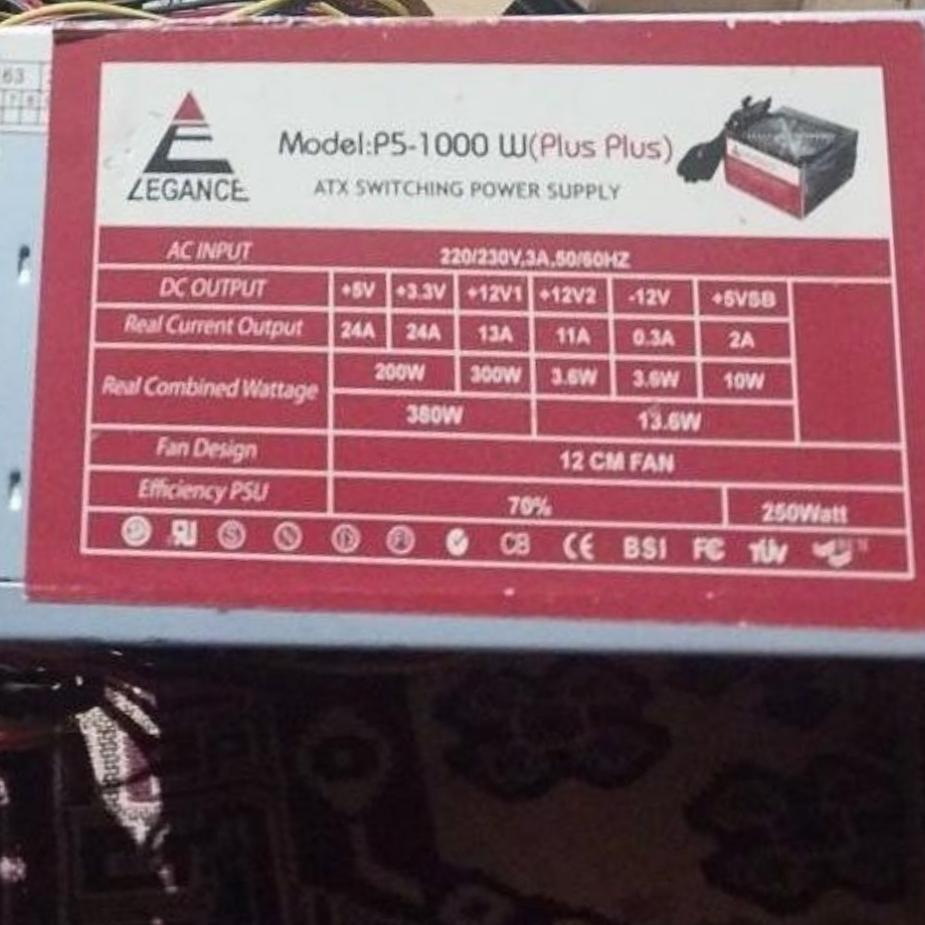 63
ELEGANCE
Model:P5-1000 W(Plus Plus)
ATX SWITCHING POWER SUPPLY
AC INPUT 220/230V,3A,50/60HZ
DC OUTPUT +5V +3.3V +12V1 +12V2 -12V +5VSB
Real Current Output 24A 24A 13A 11A 0.3A 2A
Real Combined Wattage 200W 300W 3.6W 3.6W 10W
380W 13.6W
Fan Design 12 CM FAN
Efficiency PSU 70% 250Watt
CB CE BSI FC TÜV